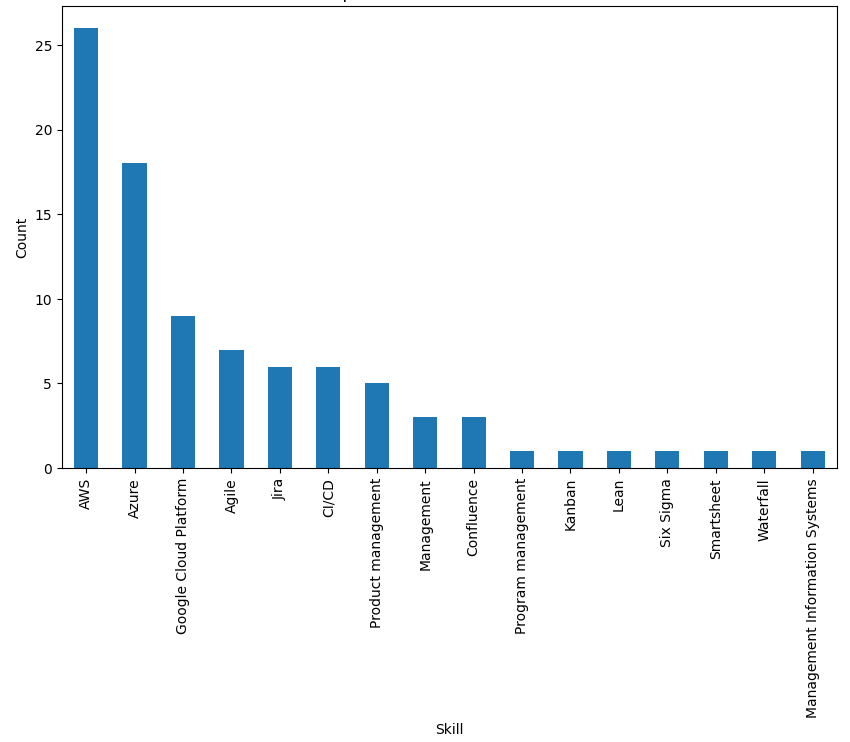 25
20
15
10
5
0
Count
AWS
Azure
Google Cloud Platform
Agile
Jira
CI/CD
Product management
Management
Confluence
Program management
Kanban
Lean
Six Sigma
Smartsheet
Waterfall
Management Information Systems
Skill